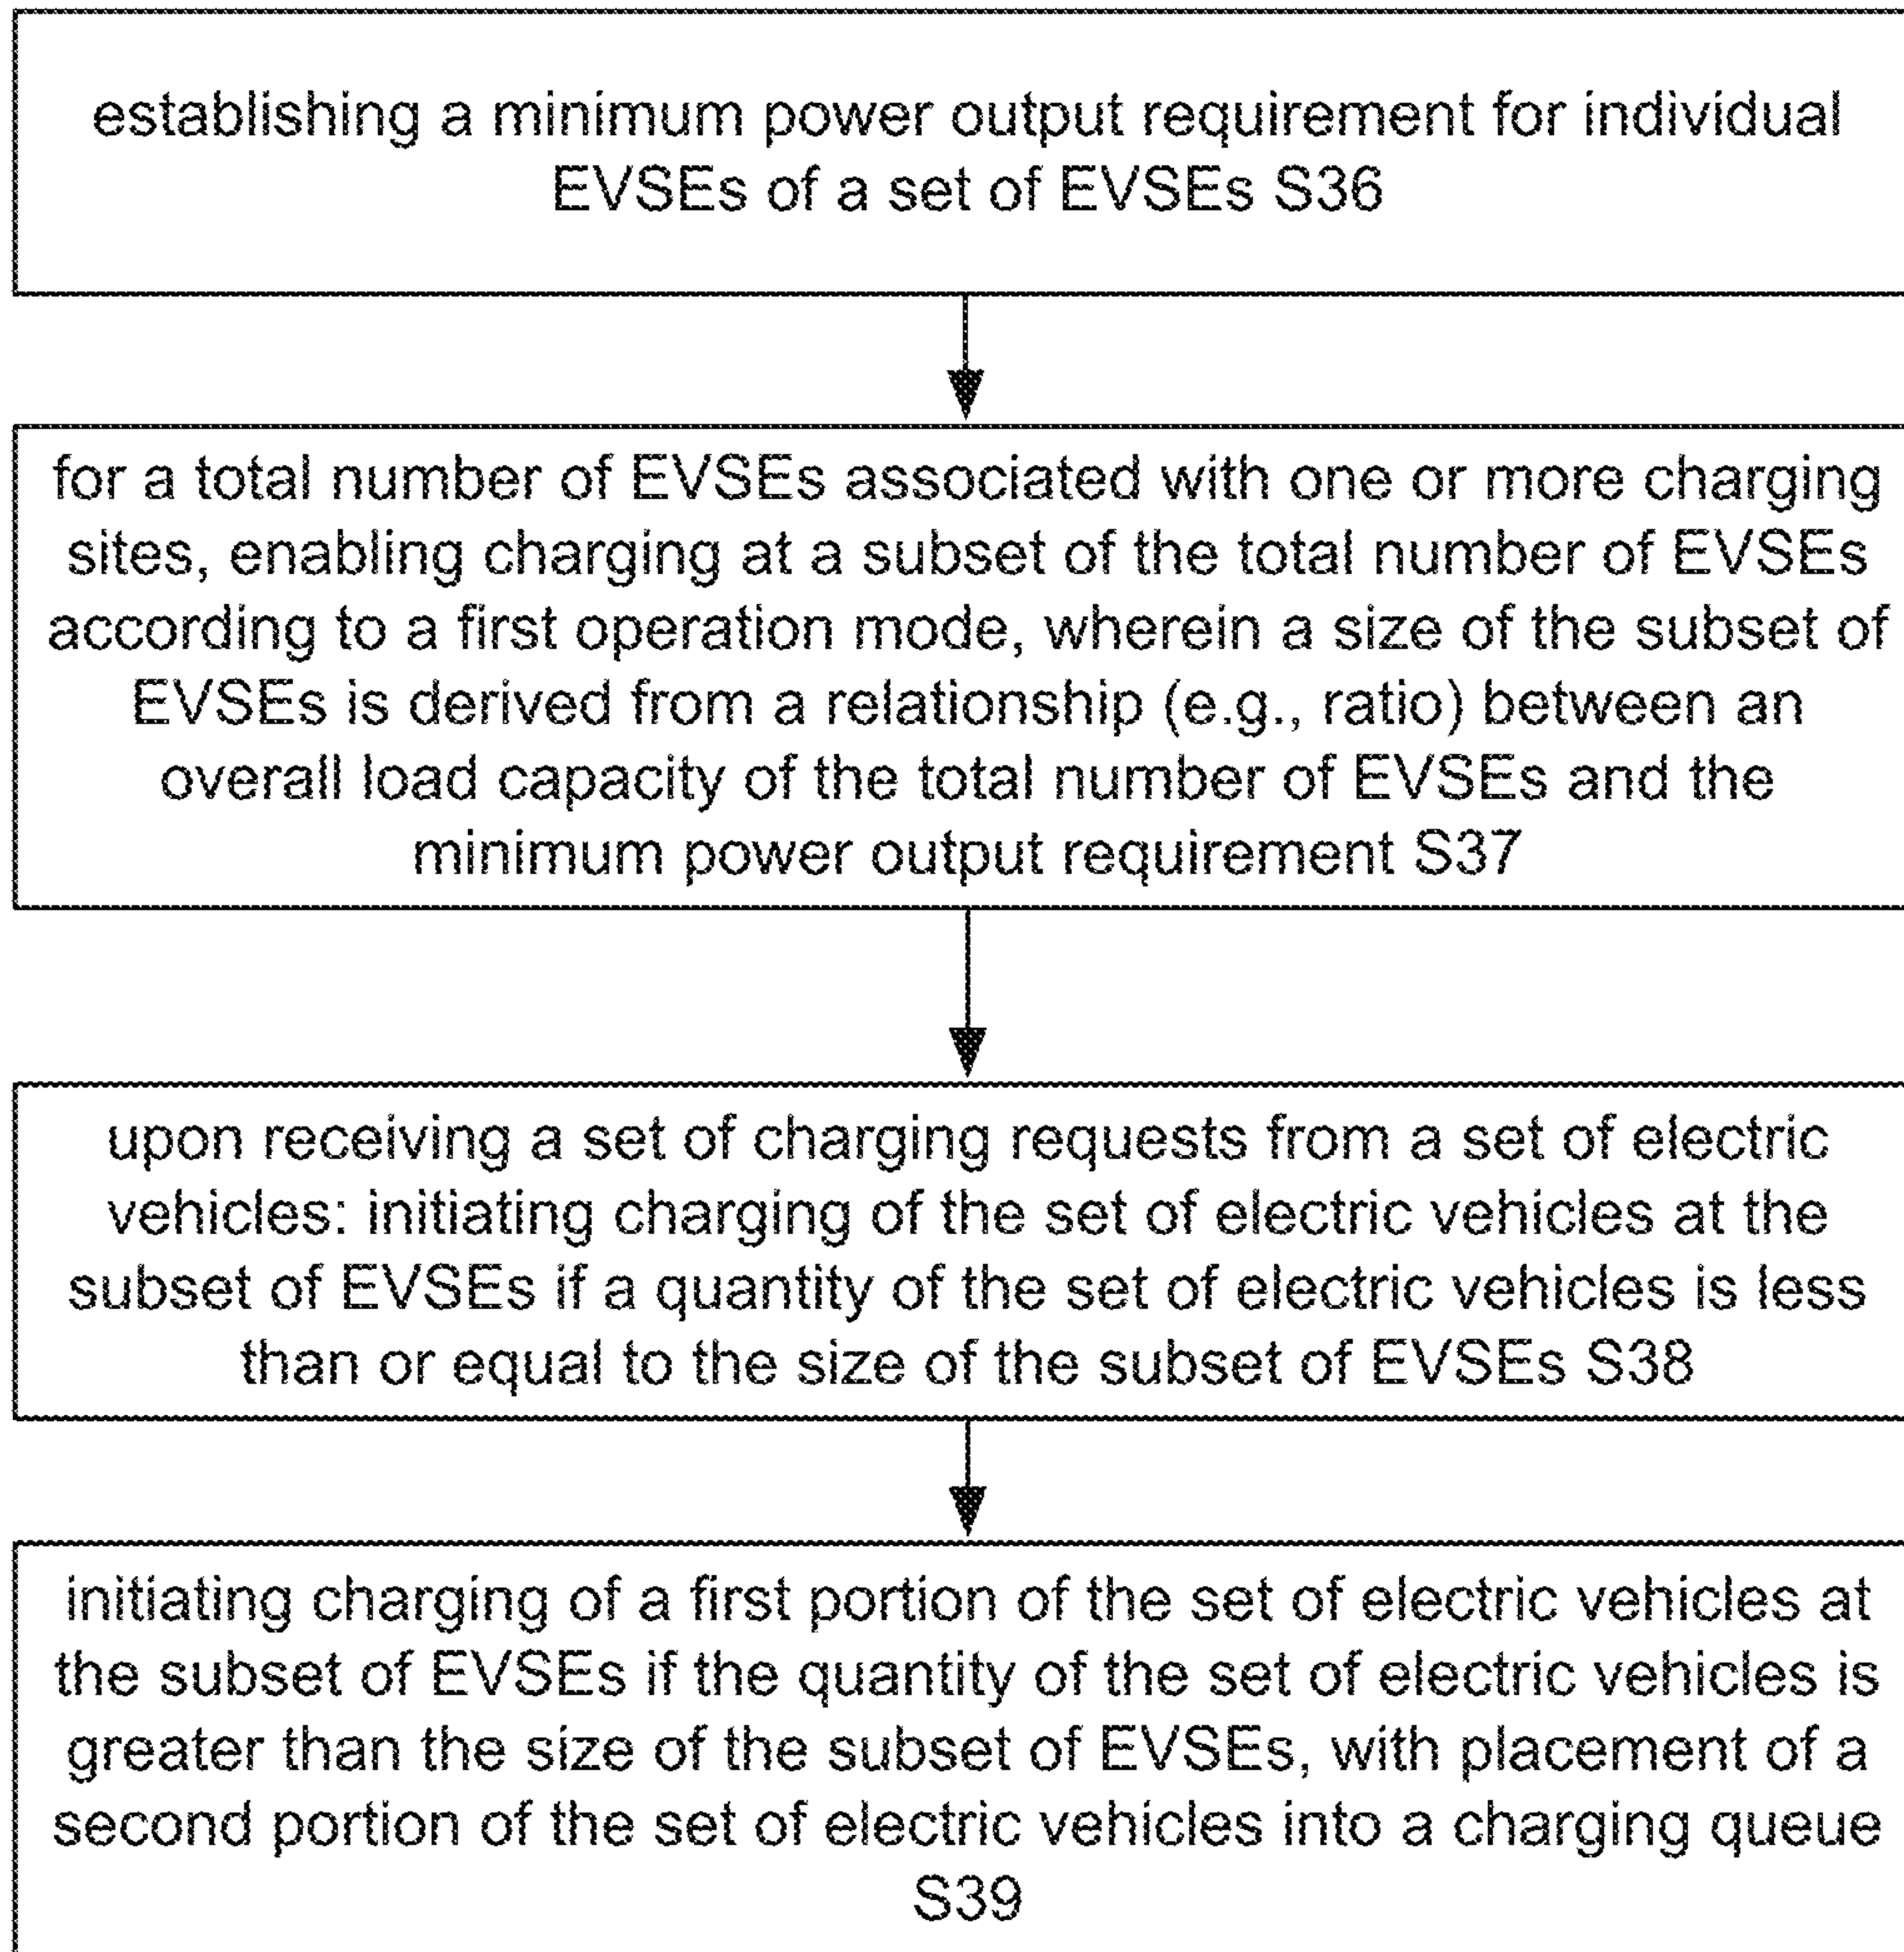 establishing a minimum power output requirement for individual
EVSEs of a set of EVSEs S36
for a total number of EVSEs associated with one or more charging
sites, enabling charging at a subset of the total number of EVSEs
according to a first operation mode, wherein a size of the subset of
EVSEs is derived from a relationship (e.g., ratio) between an
overall load capacity of the total number of EVSEs and the
minimum power output requirement S37
upon receiving a set of charging requests from a set of electric
vehicles: initiating charging of the set of electric vehicles at the
subset of EVSEs if a quantity of the set of electric vehicles is less
than or equal to the size of the subset of EVSEs S38
initiating charging of a first portion of the set of electric vehicles at
the subset of EVSEs if the quantity of the set of electric vehicles is
greater than the size of the subset of EVSEs, with placement of a
second portion of the set of electric vehicles into a charging queue
S39